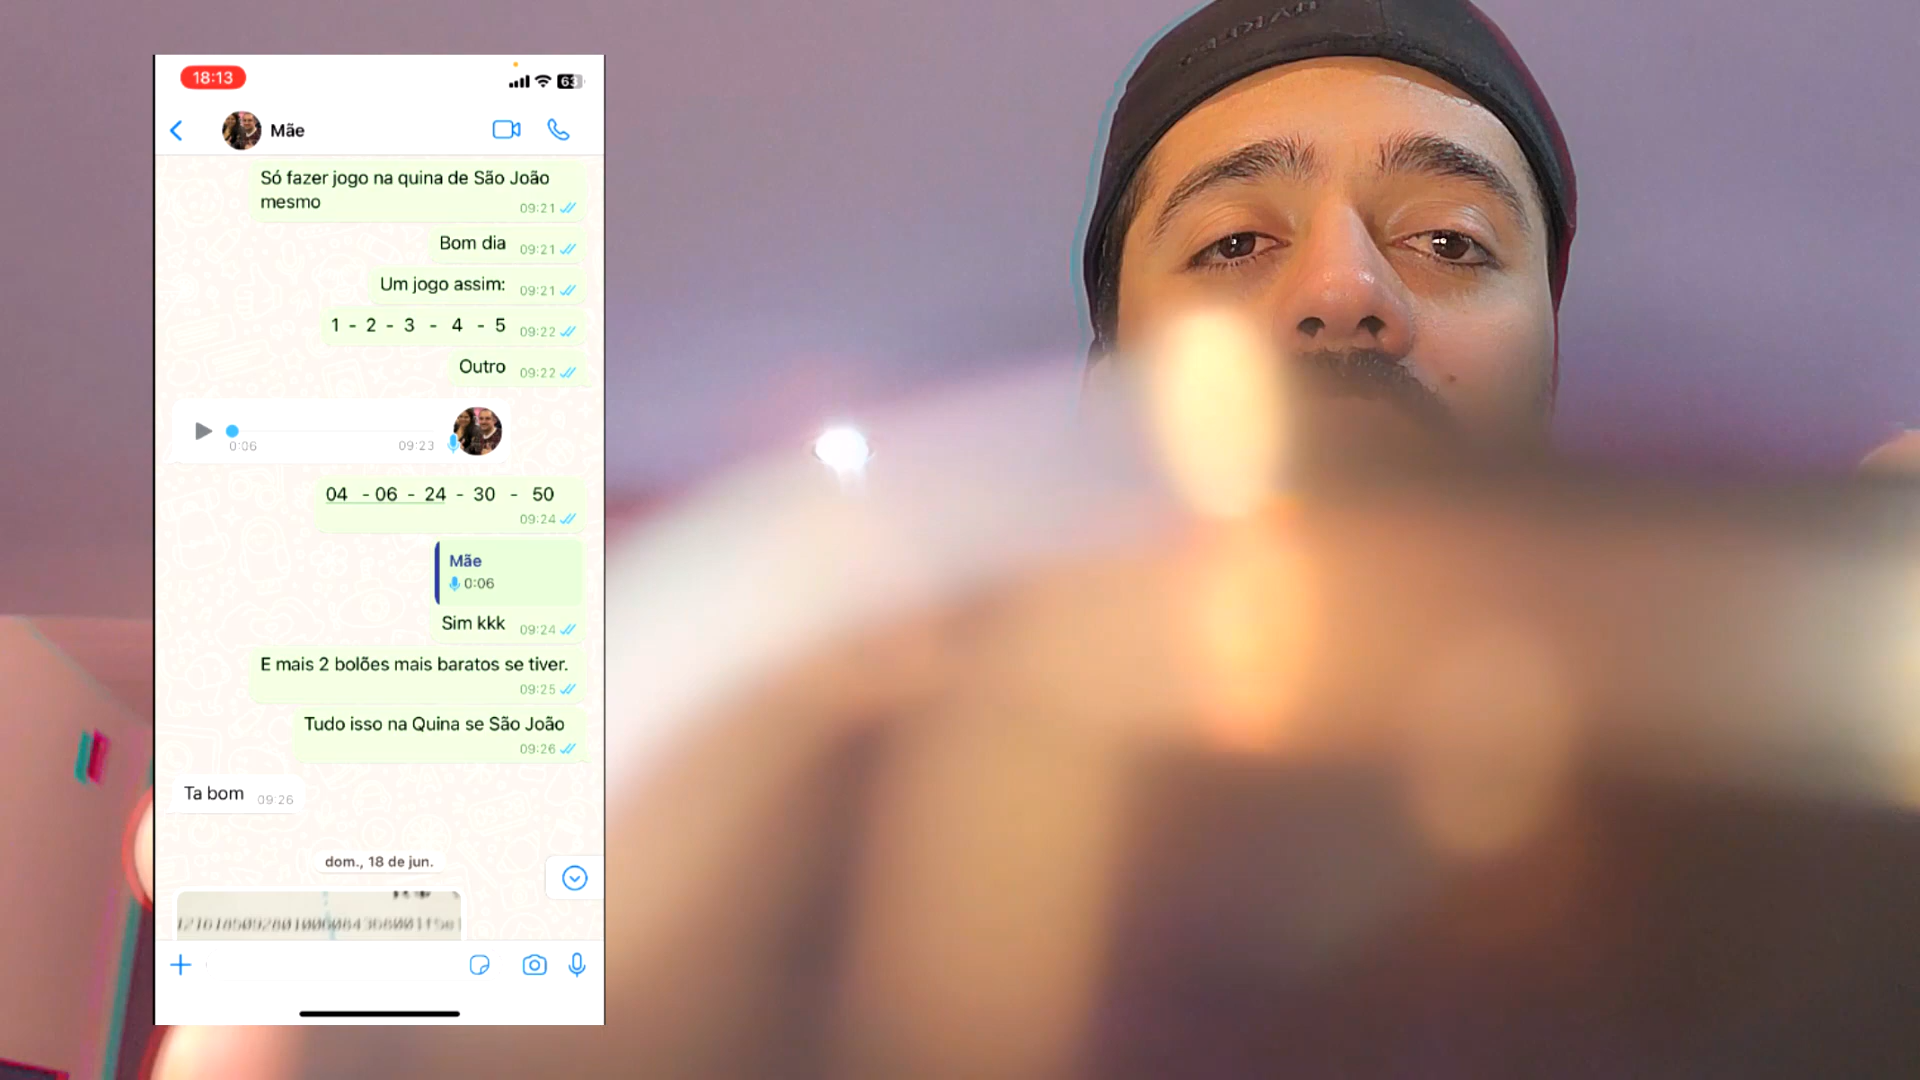 18:13
63
Mãe
Só fazer jogo na quina de São João
mesmo
09:21
Bom dia
09:21
Um jogo assim:
09:21
1 - 2 - 3 - 4 - 5
09:22
Outro
09:22
0:06
09:23
04 - 06 - 24 - 30 - 50
09:24
Mãe
0:06
Sim kkk
09:24
E mais 2 bolões mais baratos se tiver.
09:25
Tudo isso na Quina se São João
09:26
Ta bom
09:26
dom., 18 de jun.